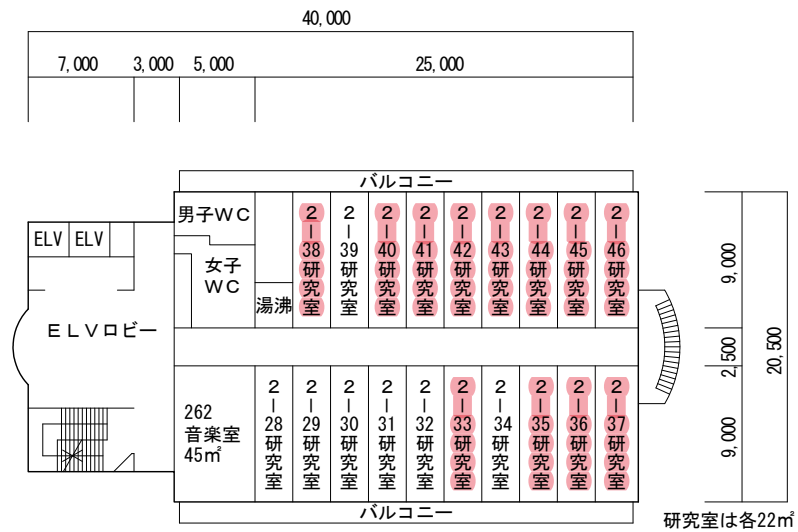 40,000
7,000
3,000
5,000
25,000
バルコニー
男子WC
ELV
ELV
女子
WC
湯沸
2-38研究室
2-39研究室
2-40研究室
2-41研究室
2-42研究室
2-43研究室
2-44研究室
2-45研究室
2-46研究室
9,000
ELVロビー
2,500
20,500
262
音楽室
45㎡
2-28研究室
2-29研究室
2-30研究室
2-31研究室
2-32研究室
2-33研究室
2-34研究室
2-35研究室
2-36研究室
2-37研究室
9,000
バルコニー
研究室は各22㎡